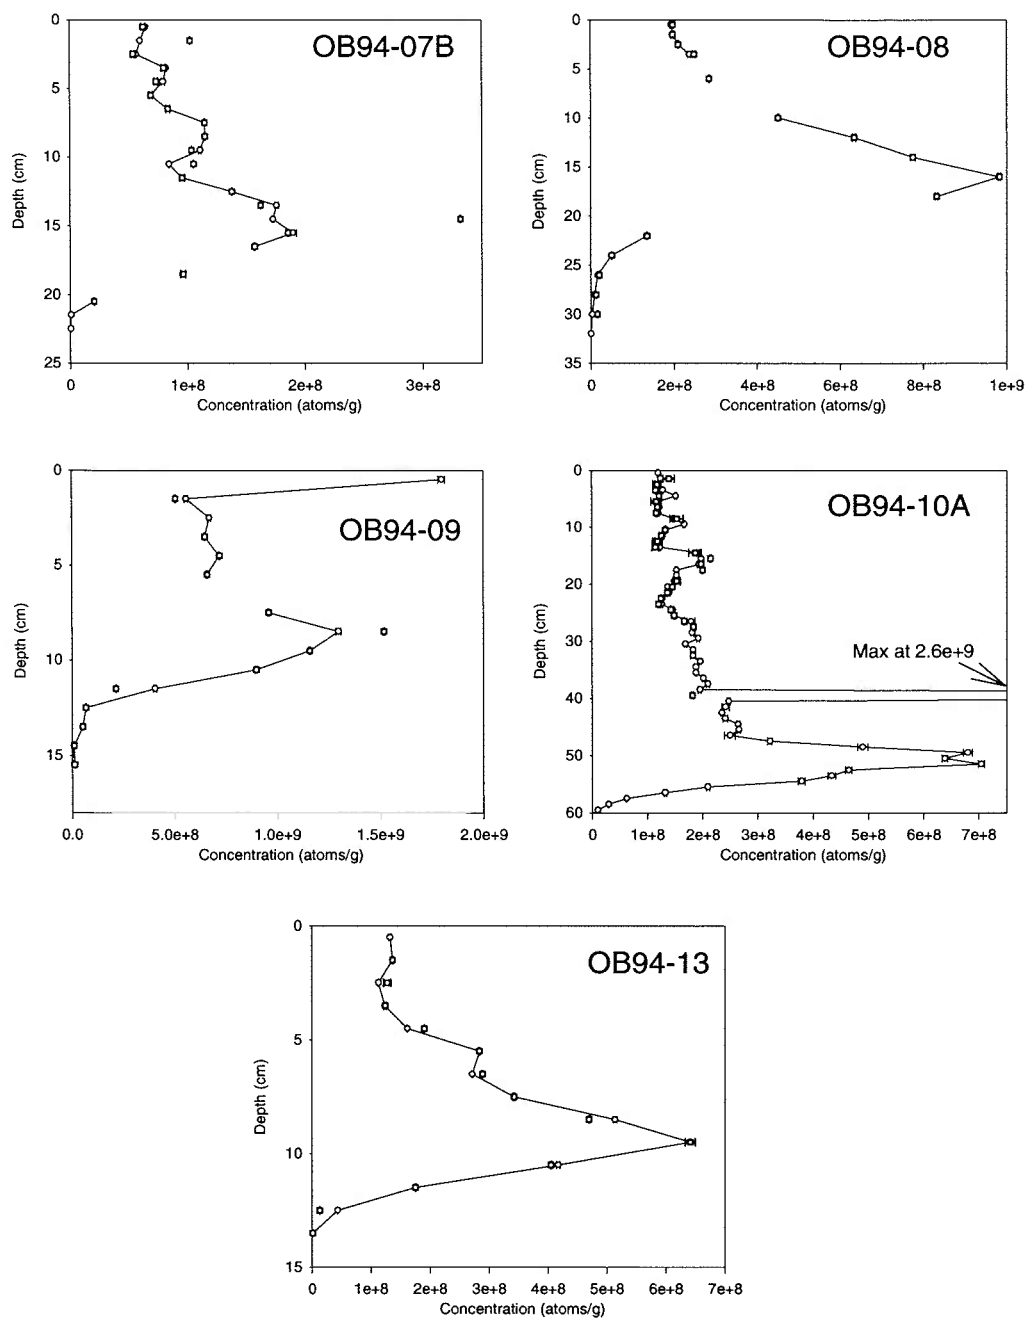 OB94-07B
0
5
10
15
20
25
Depth (cm)
0
1e+8
2e+8
3e+8
Concentration (atoms/g)
OB94-08
0
5
10
15
20
25
30
35
Depth (cm)
0
2e+8
4e+8
6e+8
8e+8
1e+9
Concentration (atoms/g)
OB94-09
0
5
10
15
Depth (cm)
0.0
5.0e+8
1.0e+9
1.5e+9
2.0e+9
Concentration (atoms/g)
OB94-10A
Max at 2.6e+9
0
10
20
30
40
50
60
Depth (cm)
0
1e+8
2e+8
3e+8
4e+8
5e+8
6e+8
7e+8
Concentration (atoms/g)
OB94-13
0
5
10
15
Depth (cm)
0
1e+8
2e+8
3e+8
4e+8
5e+8
6e+8
7e+8
Concentration (atoms/g)